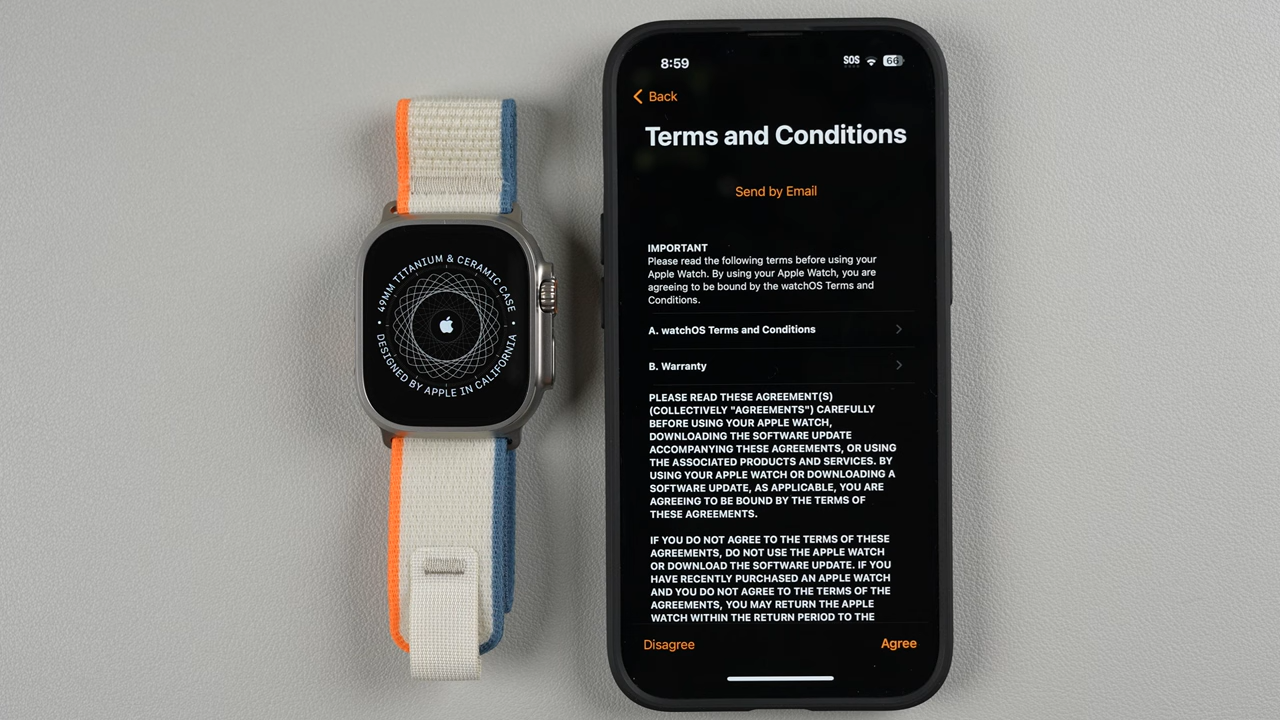 49MM TITANIUM & CERAMIC CASE
DESIGNED BY APPLE IN CALIFORNIA
8:59
SOS
66
Back
Terms and Conditions
Send by Email
IMPORTANT
Please read the following terms before using your
Apple Watch. By using your Apple Watch, you are
agreeing to be bound by the watchOS Terms and
Conditions.
A. watchOS Terms and Conditions
B. Warranty
PLEASE READ THESE AGREEMENT(S)
(COLLECTIVELY "AGREEMENTS") CAREFULLY
BEFORE USING YOUR APPLE WATCH,
DOWNLOADING THE SOFTWARE UPDATE
ACCOMPANYING THESE AGREEMENTS, OR USING
THE ASSOCIATED PRODUCTS AND SERVICES. BY
USING YOUR APPLE WATCH OR DOWNLOADING A
SOFTWARE UPDATE, AS APPLICABLE, YOU ARE
AGREEING TO BE BOUND BY THE TERMS OF
THESE AGREEMENTS.
IF YOU DO NOT AGREE TO THE TERMS OF THESE
AGREEMENTS, DO NOT USE THE APPLE WATCH
OR DOWNLOAD THE SOFTWARE UPDATE. IF YOU
HAVE RECENTLY PURCHASED AN APPLE WATCH
AND YOU DO NOT AGREE TO THE TERMS OF THE
AGREEMENTS, YOU MAY RETURN THE APPLE
WATCH WITHIN THE RETURN PERIOD TO THE
Disagree
Agree